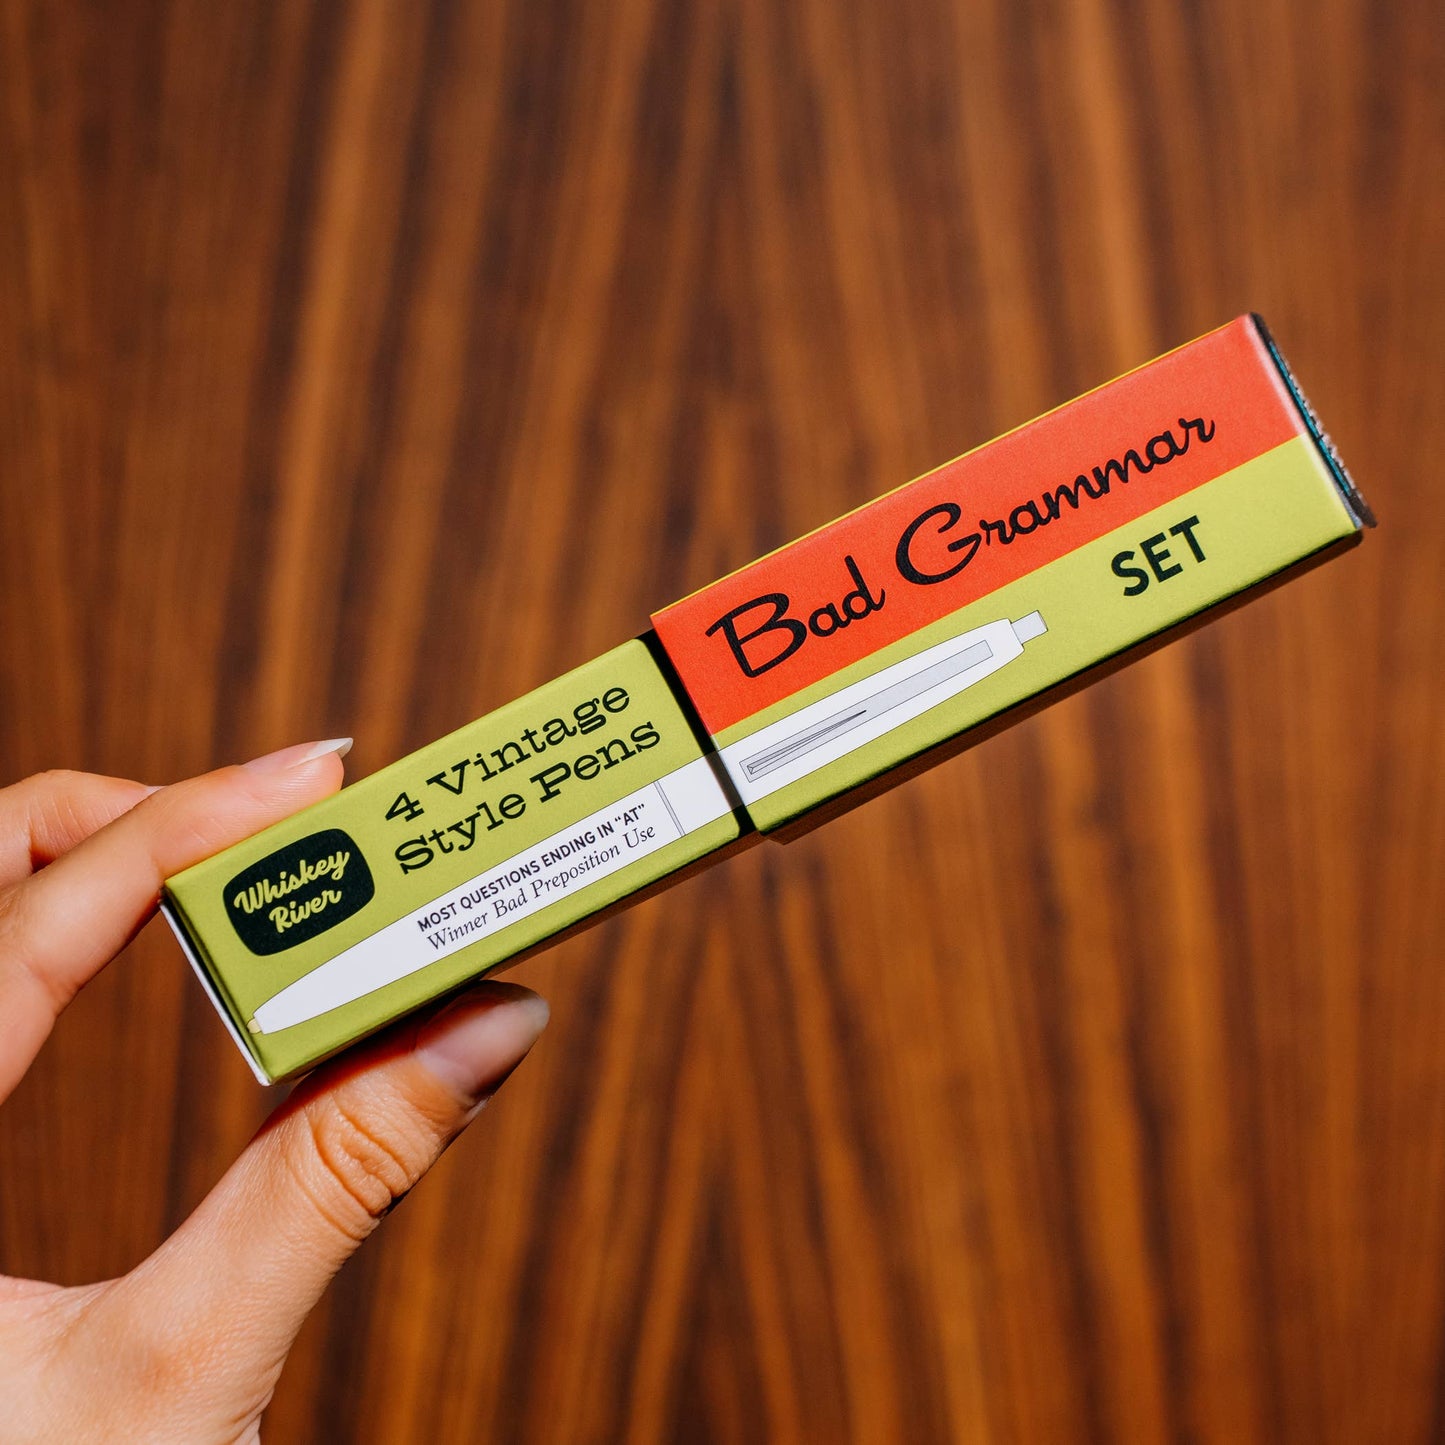 Bad Grammar
SET
4 Vintage
Style Pens
Whiskey
River
MOST QUESTIONS ENDING IN "AT"
Winner Bad Preposition Use